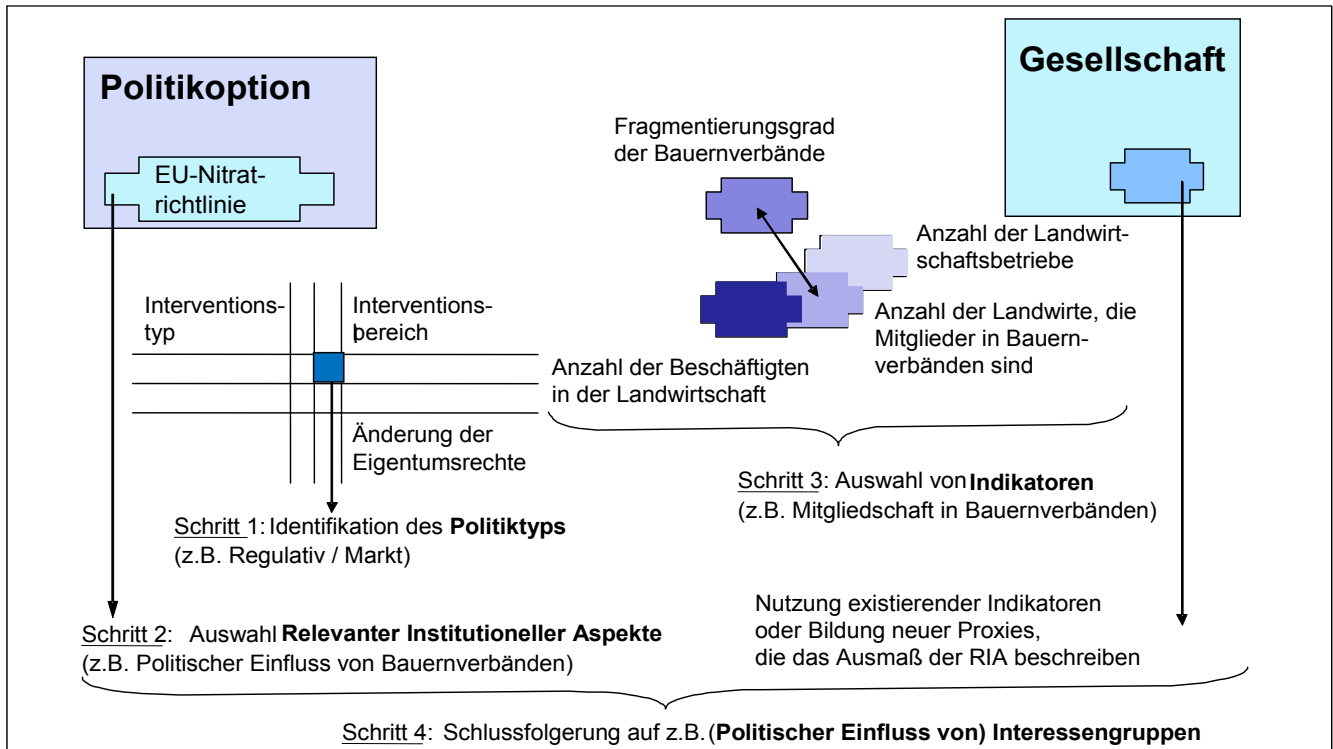 Politikoption
EU-Nitrat-
richtlinie
Gesellschaft
Fragmentierungsgrad
der Bauernverbände
Anzahl der Landwirt-
schaftsbetriebe
Anzahl der Landwirte, die
Mitglieder in Bauern-
verbänden sind
Anzahl der Beschäftigten
in der Landwirtschaft
Interventions-
typ
Interventions-
bereich
Änderung der
Eigentumsrechte
Schritt 1: Identifikation des Politiktyps
(z.B. Regulativ / Markt)
Schritt 3: Auswahl von Indikatoren
(z.B. Mitgliedschaft in Bauernverbänden)
Schritt 2: Auswahl Relevanter Institutioneller Aspekte
(z.B. Politischer Einfluss von Bauernverbänden)
Nutzung existierender Indikatoren
oder Bildung neuer Proxies,
die das Ausmaß der RIA beschreiben
Schritt 4: Schlussfolgerung auf z.B. (Politischer Einfluss von) Interessengruppen